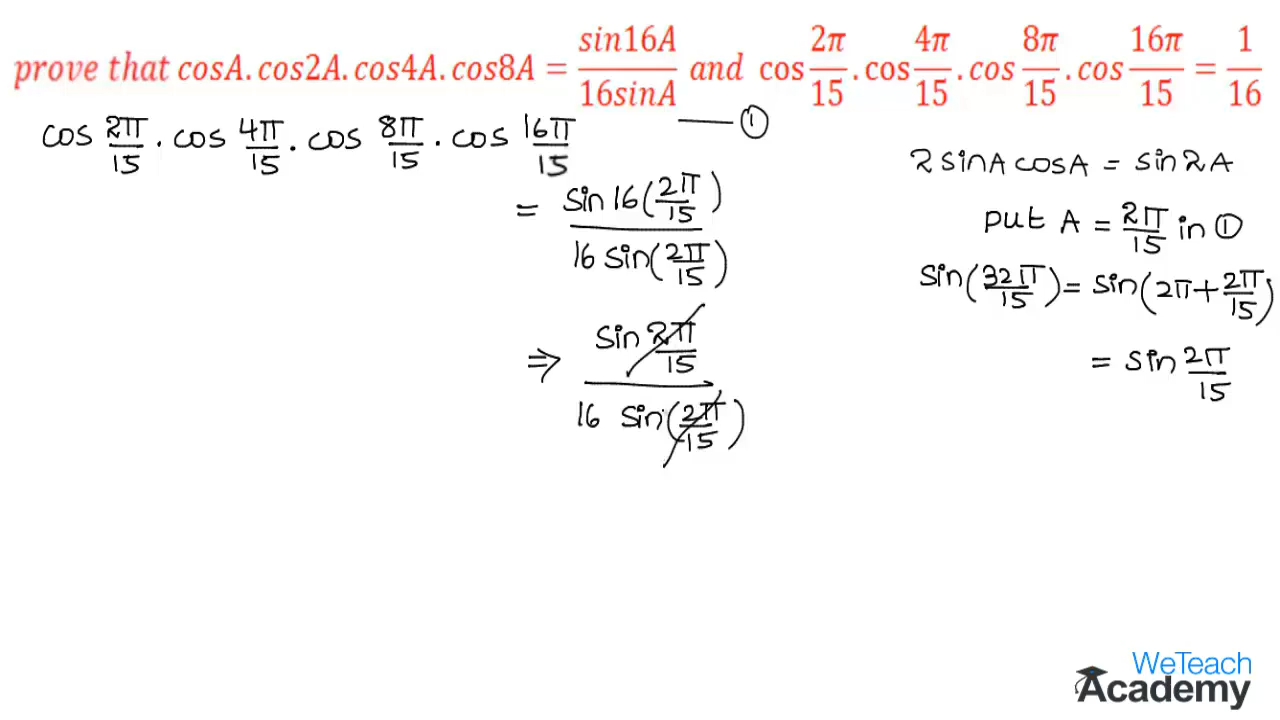 prove that cosA.cos2A.cos4A.cos8A = sin16A/16sinA and cos 2π/15 . cos 4π/15 . cos 8π/15 . cos 16π/15 = 1/16
cos 2π/15 . cos 4π/15 . cos 8π/15 . cos 16π/15 —— ①
= sin 16(2π/15) / 16 sin(2π/15)
⇒ sin 2π/15 / 16 sin(2π/15)
2 sinA cosA = sin2A
put A = 2π/15 in ①
sin(32π/15) = sin(2π+2π/15)
= sin 2π/15
WeTeach
Academy